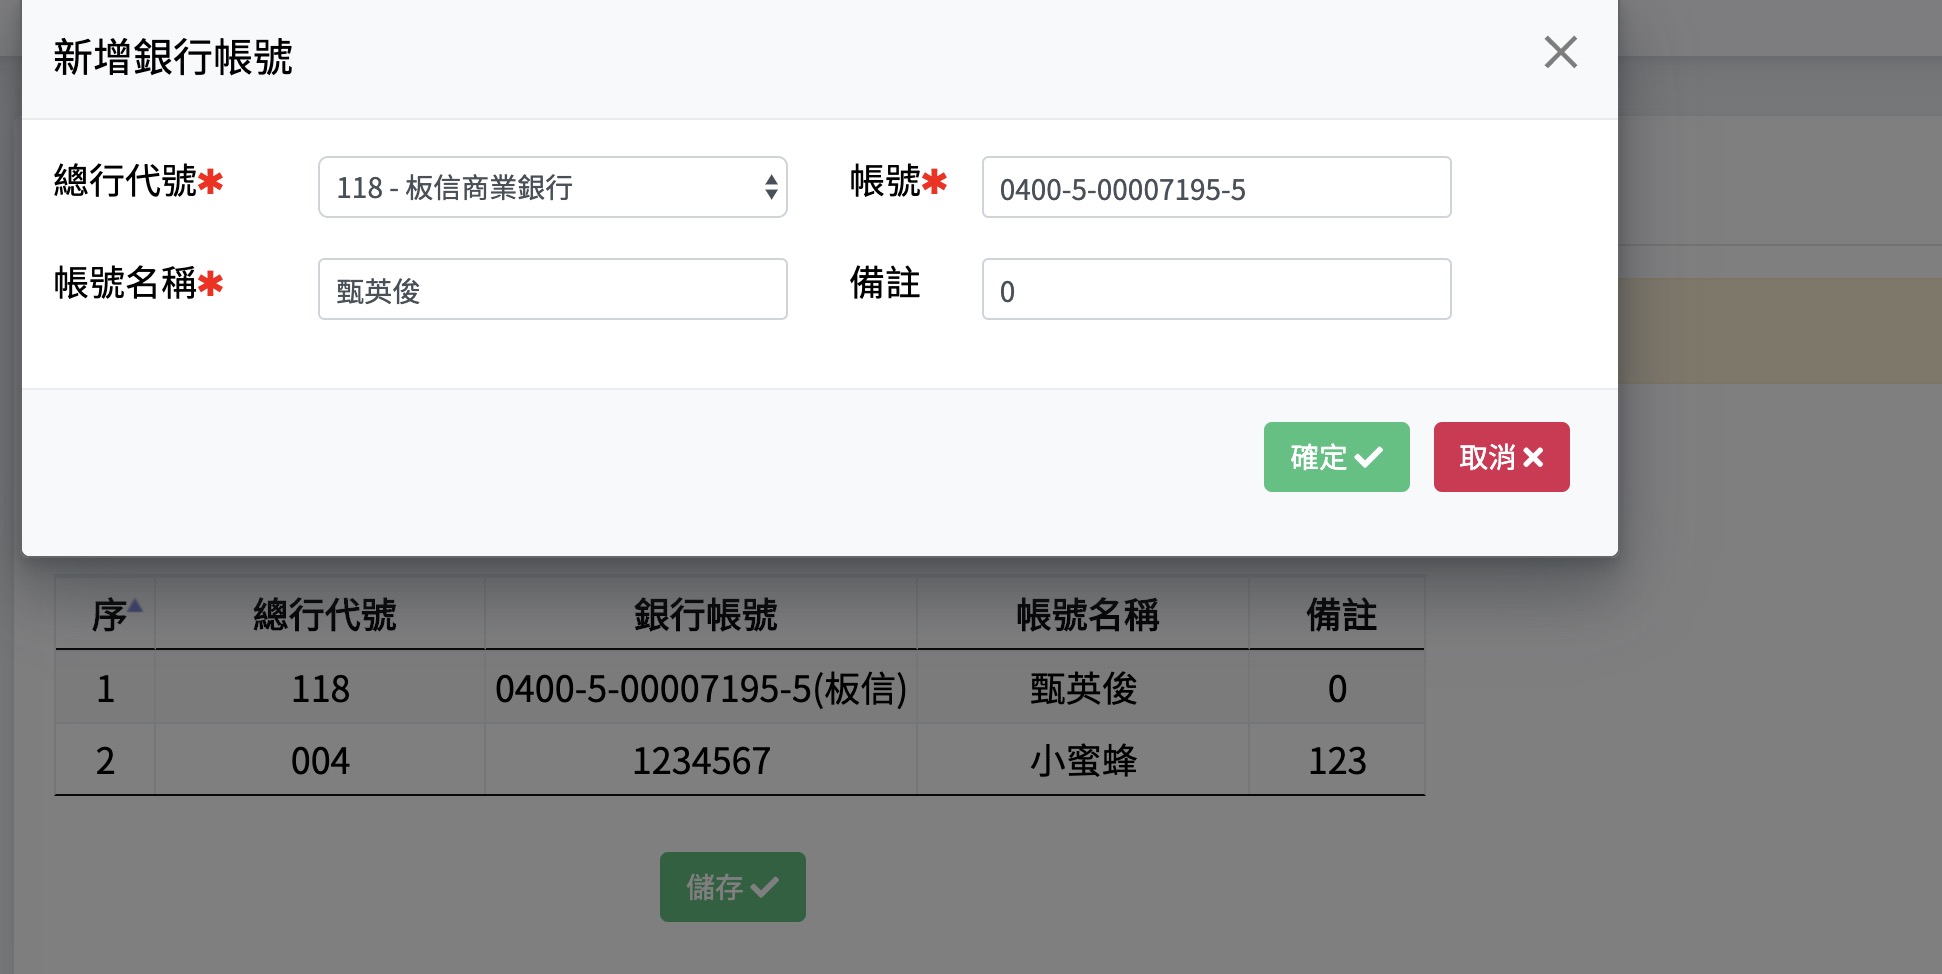 新增銀行帳號
總行代號✱ 118 - 板信商業銀行 帳號✱ 0400-5-00007195-5
帳號名稱✱ 甄英俊 備註 0
確定 取消
序 總行代號 銀行帳號 帳號名稱 備註
1 118 0400-5-00007195-5(板信) 甄英俊 0
2 004 1234567 小蜜蜂 123
儲存